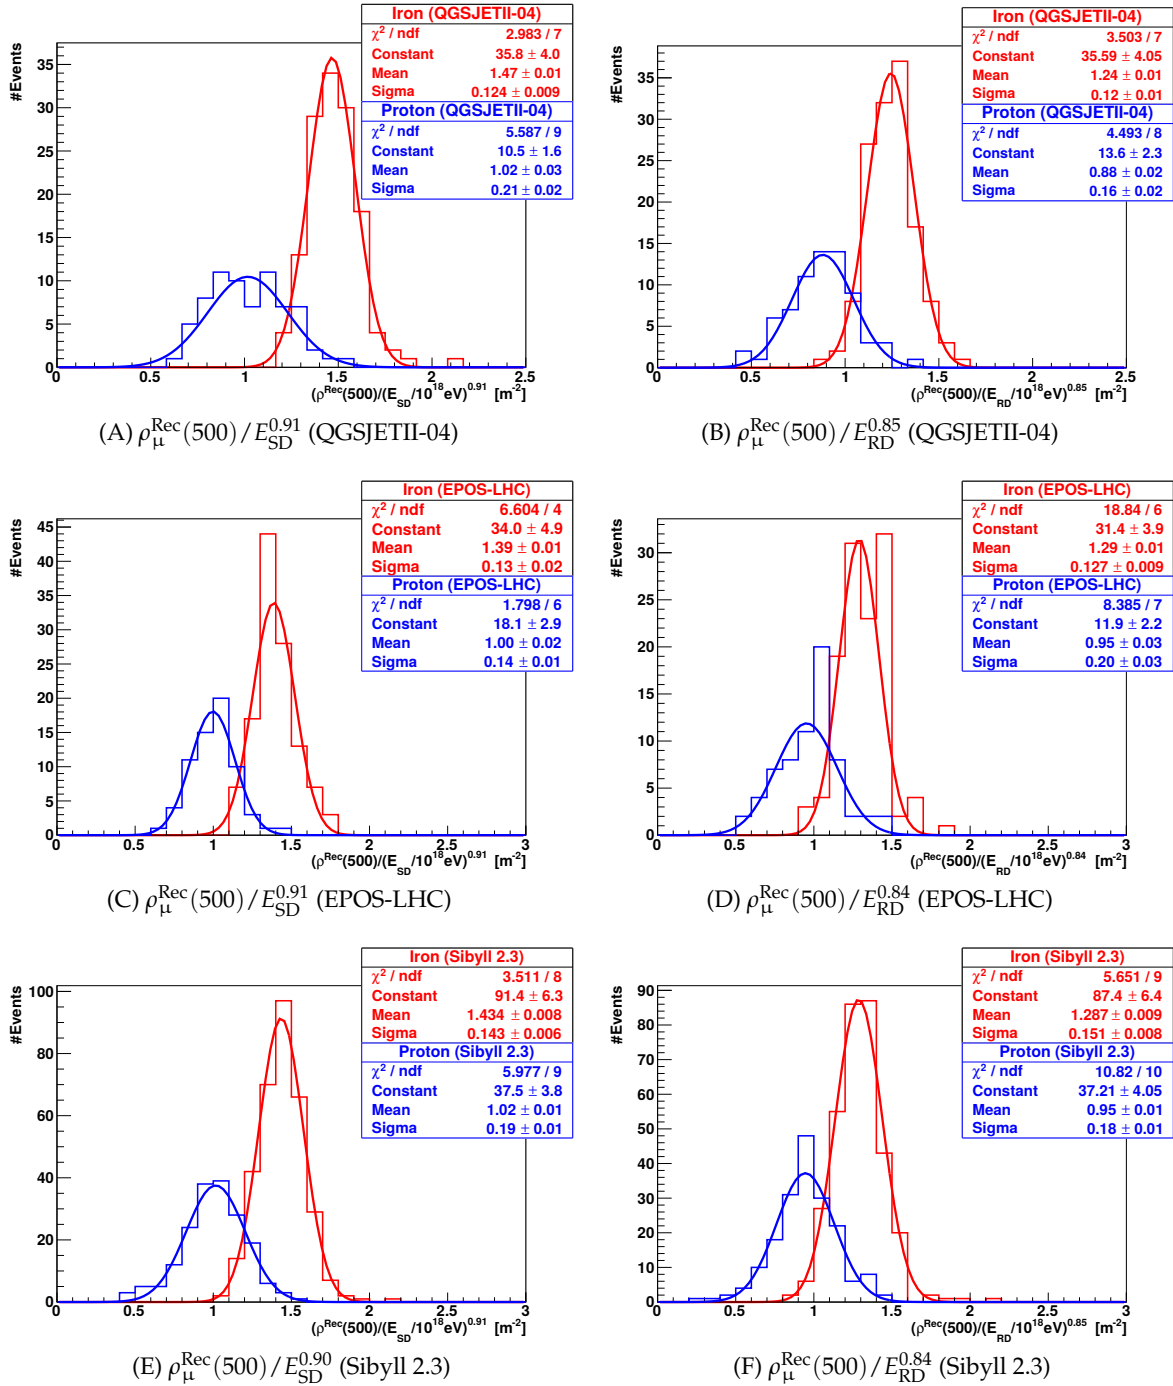 Iron (QGSJETII-04)
χ² / ndf 2.983 / 7
Constant 35.8 ± 4.0
Mean 1.47 ± 0.01
Sigma 0.124 ± 0.009
Proton (QGSJETII-04)
χ² / ndf 5.587 / 9
Constant 10.5 ± 1.6
Mean 1.02 ± 0.03
Sigma 0.21 ± 0.02
#Events
35
30
25
20
15
10
5
0
0 0.5 1 1.5 2 2.5
(ρ^Rec(500)/(E_SD/10^18 eV)^0.91 [m^-2]
(A) ρ_μ^Rec(500)/E_SD^0.91 (QGSJETII-04)
Iron (QGSJETII-04)
χ² / ndf 3.503 / 7
Constant 35.59 ± 4.05
Mean 1.24 ± 0.01
Sigma 0.12 ± 0.01
Proton (QGSJETII-04)
χ² / ndf 4.493 / 8
Constant 13.6 ± 2.3
Mean 0.88 ± 0.02
Sigma 0.16 ± 0.02
#Events
35
30
25
20
15
10
5
0
0 0.5 1 1.5 2 2.5
(ρ^Rec(500)/(E_RD/10^18 eV)^0.85 [m^-2]
(B) ρ_μ^Rec(500)/E_RD^0.85 (QGSJETII-04)
Iron (EPOS-LHC)
χ² / ndf 6.604 / 4
Constant 34.0 ± 4.9
Mean 1.39 ± 0.01
Sigma 0.13 ± 0.02
Proton (EPOS-LHC)
χ² / ndf 1.798 / 6
Constant 18.1 ± 2.9
Mean 1.00 ± 0.02
Sigma 0.14 ± 0.01
#Events
45
40
35
30
25
20
15
10
5
0
0 0.5 1 1.5 2 2.5 3
(ρ^Rec(500)/(E_SD/10^18 eV)^0.91 [m^-2]
(C) ρ_μ^Rec(500)/E_SD^0.91 (EPOS-LHC)
Iron (EPOS-LHC)
χ² / ndf 18.84 / 6
Constant 31.4 ± 3.9
Mean 1.29 ± 0.01
Sigma 0.127 ± 0.009
Proton (EPOS-LHC)
χ² / ndf 8.385 / 7
Constant 11.9 ± 2.2
Mean 0.95 ± 0.03
Sigma 0.20 ± 0.03
#Events
30
25
20
15
10
5
0
0 0.5 1 1.5 2 2.5 3
(ρ^Rec(500)/(E_RD/10^18 eV)^0.84 [m^-2]
(D) ρ_μ^Rec(500)/E_RD^0.84 (EPOS-LHC)
Iron (Sibyll 2.3)
χ² / ndf 3.511 / 8
Constant 91.4 ± 6.3
Mean 1.434 ± 0.008
Sigma 0.143 ± 0.006
Proton (Sibyll 2.3)
χ² / ndf 5.977 / 9
Constant 37.5 ± 3.8
Mean 1.02 ± 0.01
Sigma 0.19 ± 0.01
#Events
100
80
60
40
20
0
0 0.5 1 1.5 2 2.5 3
(ρ^Rec(500)/(E_SD/10^18 eV)^0.91 [m^-2]
(E) ρ_μ^Rec(500)/E_SD^0.90 (Sibyll 2.3)
Iron (Sibyll 2.3)
χ² / ndf 5.651 / 9
Constant 87.4 ± 6.4
Mean 1.287 ± 0.009
Sigma 0.151 ± 0.008
Proton (Sibyll 2.3)
χ² / ndf 10.82 / 10
Constant 37.21 ± 4.05
Mean 0.95 ± 0.01
Sigma 0.18 ± 0.01
#Events
90
80
70
60
50
40
30
20
10
0
0 0.5 1 1.5 2 2.5 3
(ρ^Rec(500)/(E_RD/10^18 eV)^0.85 [m^-2]
(F) ρ_μ^Rec(500)/E_RD^0.84 (Sibyll 2.3)